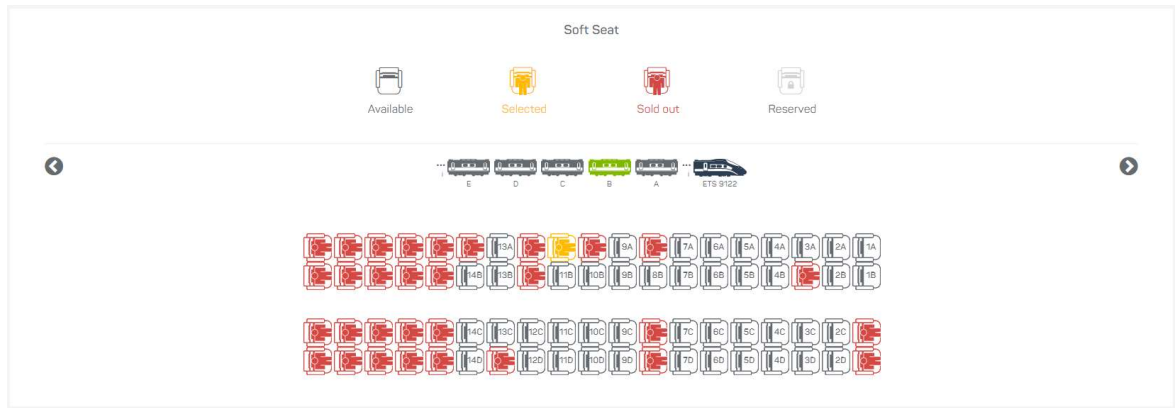 Soft Seat
Available Selected Sold out Reserved
... ...
E D C B A ETS 9122
13A 9A 7A 6A 5A 4A 3A 2A 1A
14B 13B 11B 10B 9B 8B 7B 6B 5B 4B 2B 1B
14C 13C 12C 11C 10C 9C 7C 6C 5C 4C 3C 2C
14D 12D 11D 10D 9D 7D 6D 5D 4D 3D 2D